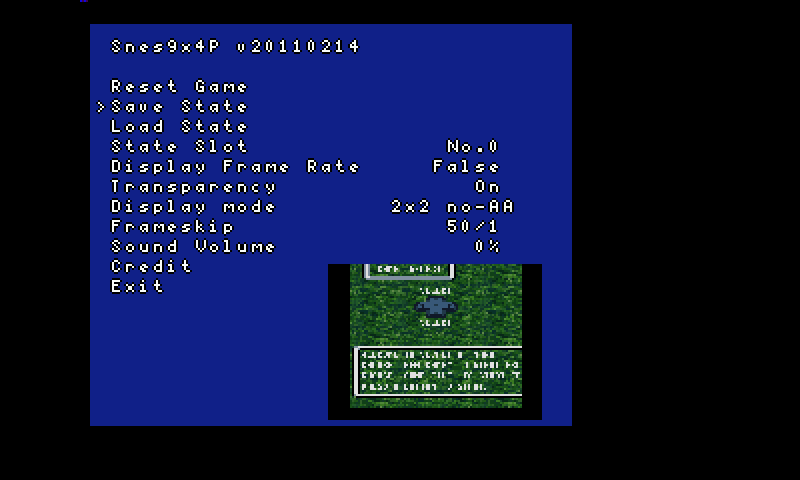 Snes9x4P v20110214
Reset Game
>Save State
Load State
State Slot No.0
Display Frame Rate False
Transparency On
Display mode 2x2 no-AA
Frameskip 50/1
Sound Volume 0%
Credit
Exit